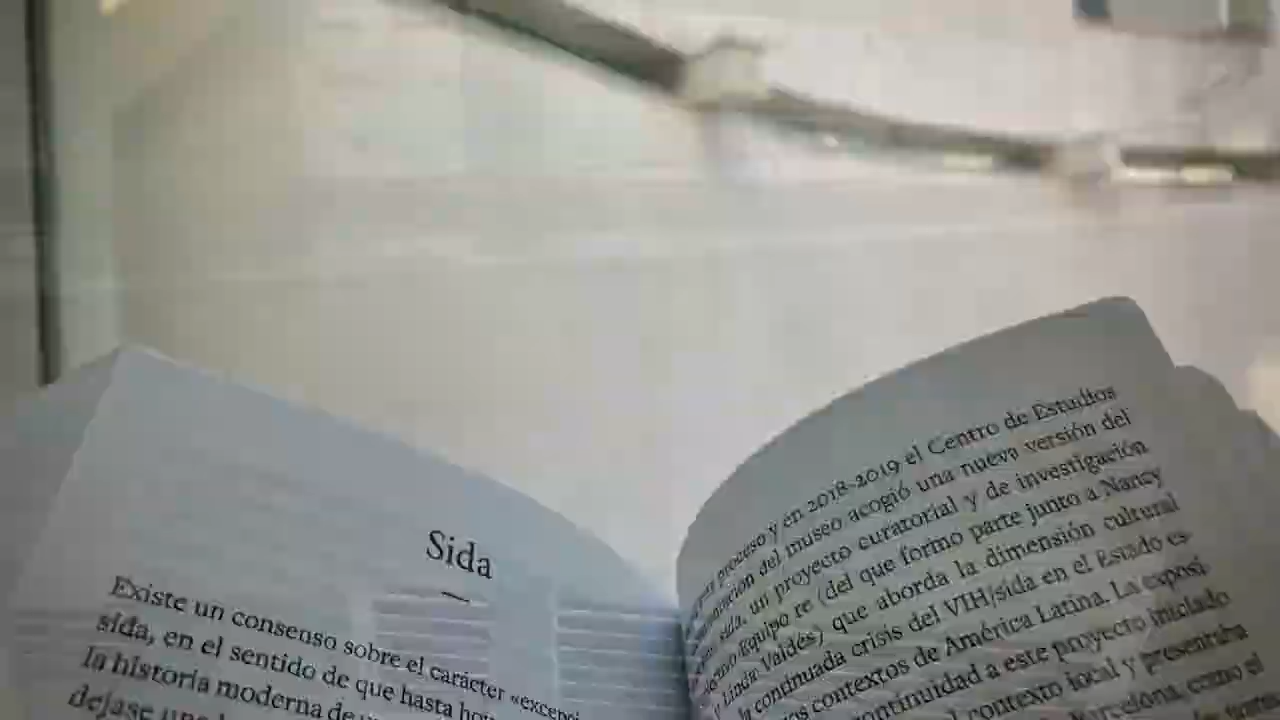 Sida
Existe un consenso sobre el carácter «excepci
sida, en el sentido de que hasta hoy
la historia moderna de
dejase una
proceso y en 2018-2019 el Centro de Estudios
del museo acogió una nueva versión del
sida, un proyecto curatorial y de investigación
Equipo re (del que formo parte junto a Nancy
y Linda Valdés) que aborda la dimensión cultural
la continuada crisis del VIH/sida en el Estado es-
contextos de América Latina. La exposi-
continuidad a este proyecto iniciado
contexto local y presentaba
Barcelona, como el